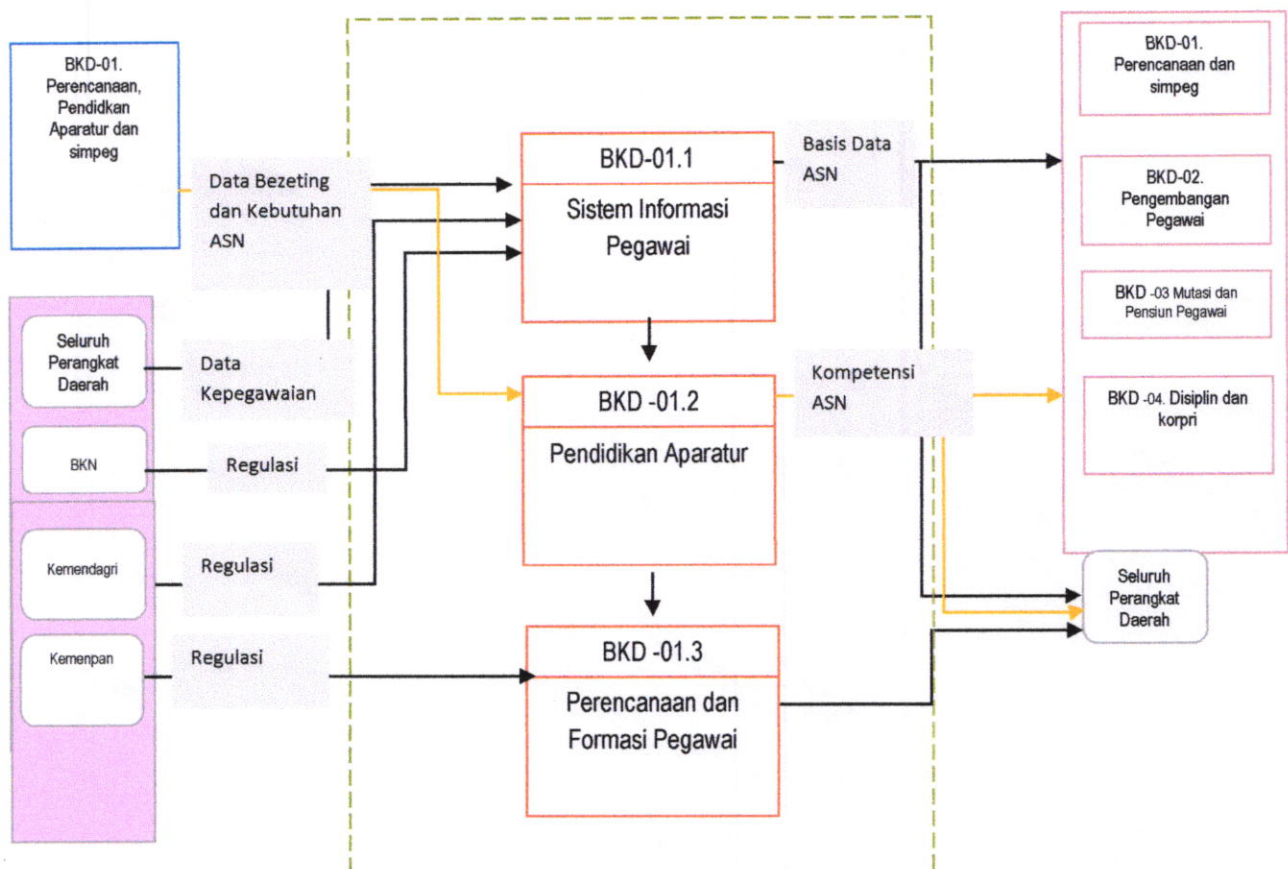 BKD-01.
Perencanaan,
Pendidkan
Aparatur dan
simpeg
Data Bezeting
dan Kebutuhan
ASN
Seluruh
Perangkat
Daerah
Data
Kepegawaian
BKN
Regulasi
Kemendagri
Regulasi
Kemenpan
Regulasi
BKD-01.1
Sistem Informasi
Pegawai
BKD -01.2
Pendidikan Aparatur
BKD -01.3
Perencanaan dan
Formasi Pegawai
Basis Data
ASN
Kompetensi
ASN
BKD-01.
Perencanaan dan
simpeg
BKD-02.
Pengembangan
Pegawai
BKD -03 Mutasi dan
Pensiun Pegawai
BKD -04. Disiplin dan
korpri
Seluruh
Perangkat
Daerah